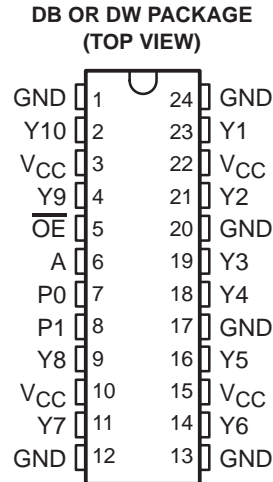 DB OR DW PACKAGE
(TOP VIEW)
GND 1 24 GND
Y10 2 23 Y1
VCC 3 22 VCC
Y9 4 21 Y2
OE 5 20 GND
A 6 19 Y3
P0 7 18 Y4
P1 8 17 GND
Y8 9 16 Y5
VCC 10 15 VCC
Y7 11 14 Y6
GND 12 13 GND